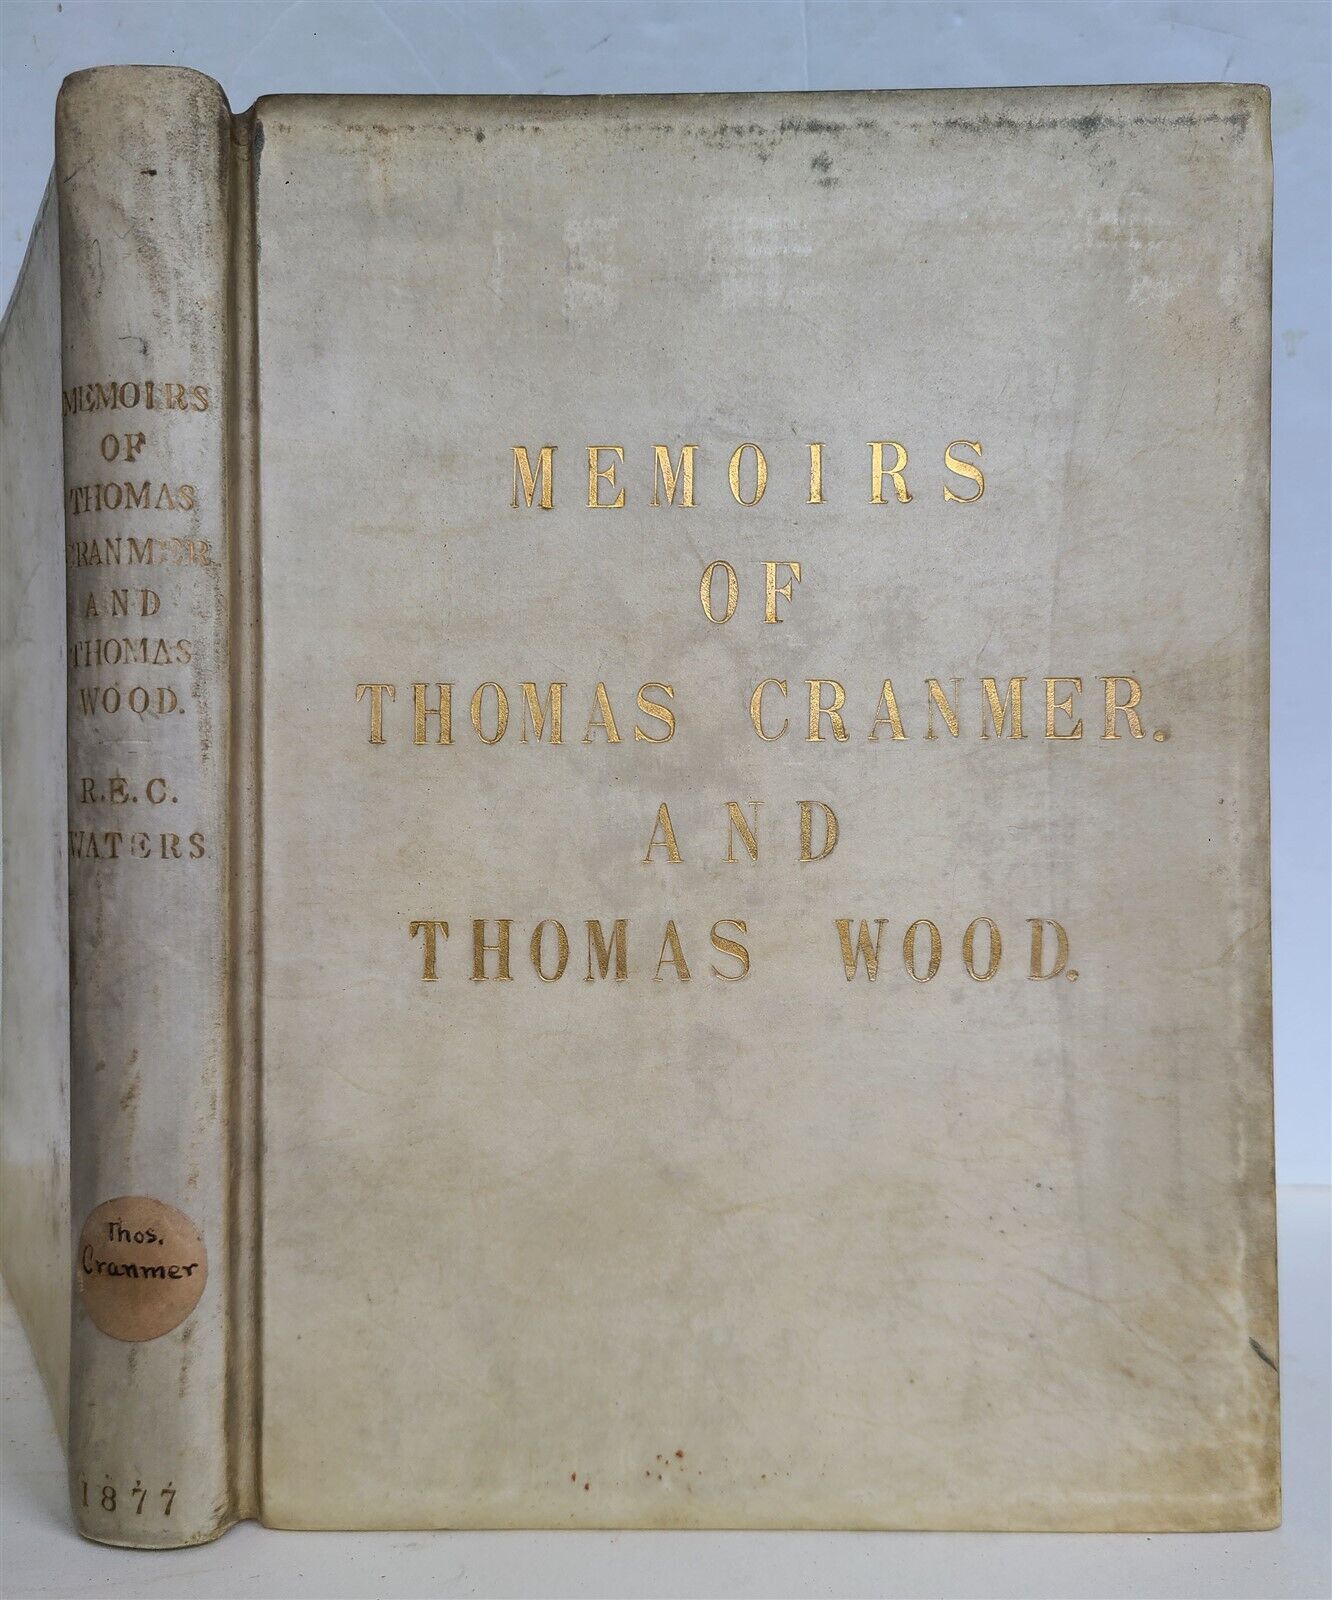 MEMOIRS
OF
THOMAS
CRANMER
AND
THOMAS
WOOD.
R.E.C.
WATERS
Thos.
Cranmer
1877
MEMOIRS
OF
THOMAS CRANMER.
AND
THOMAS WOOD.